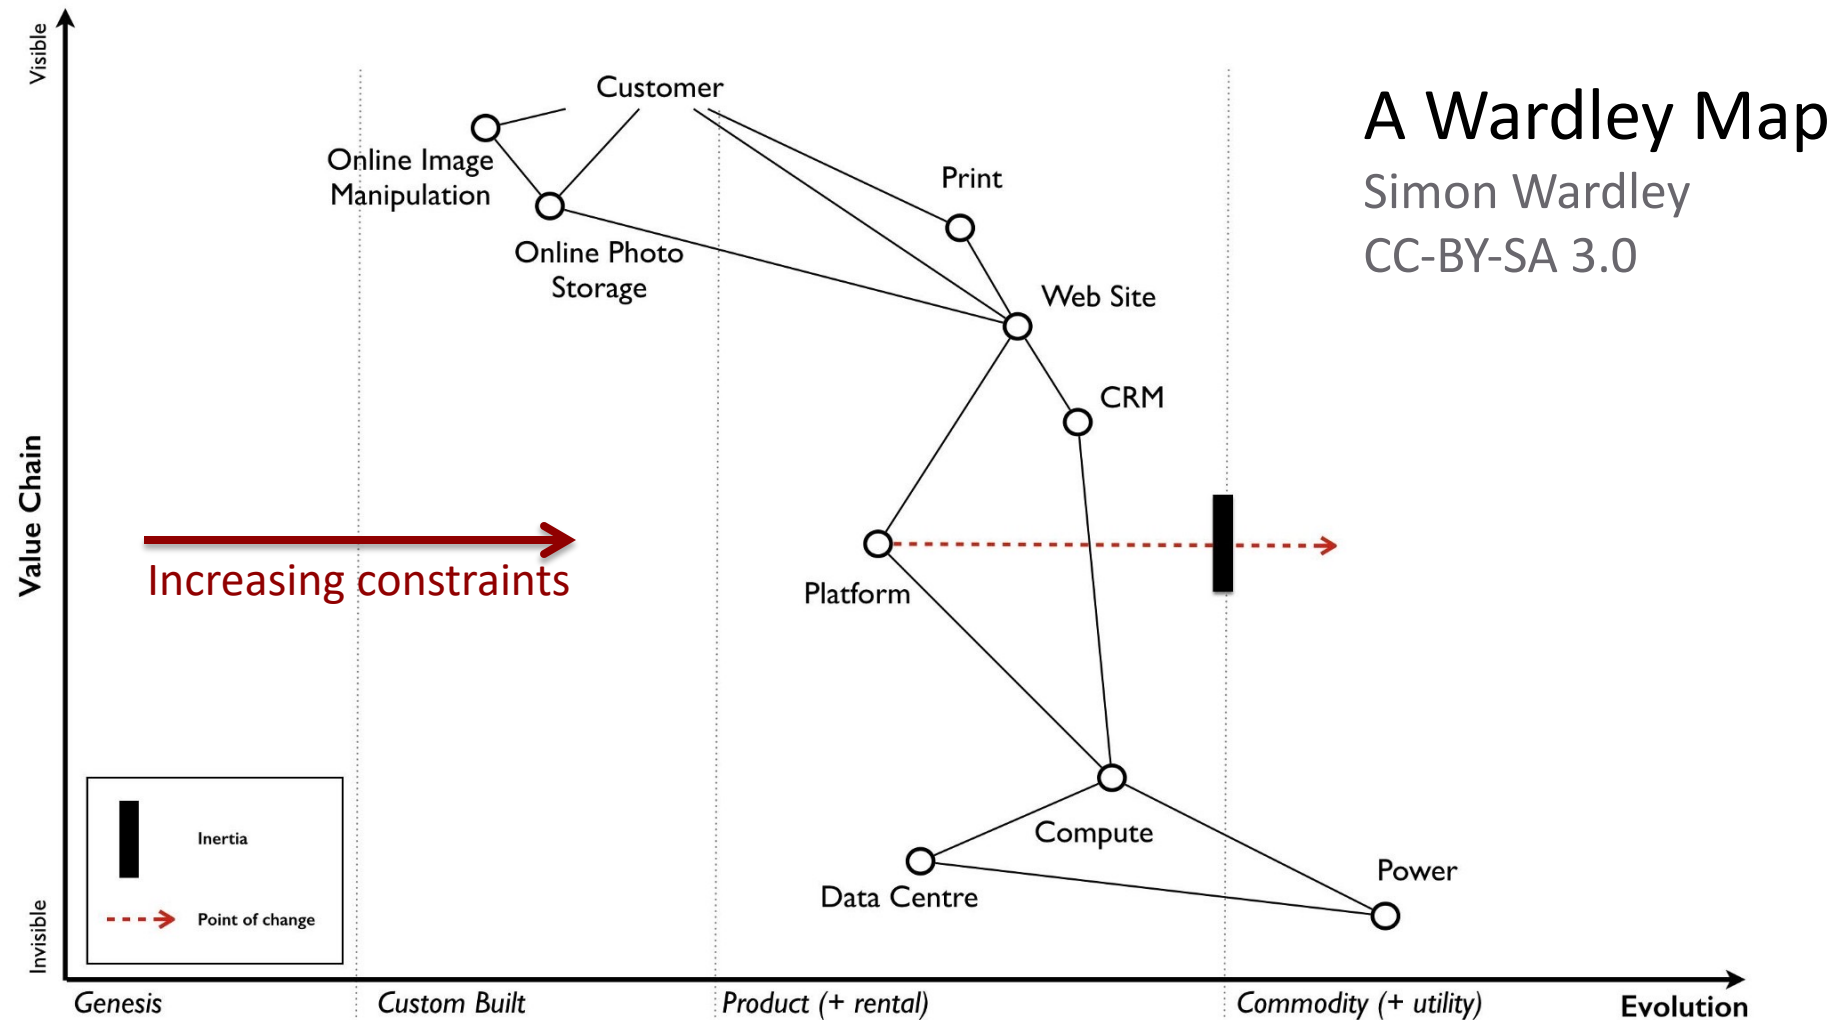 Visible
Customer
A Wardley Map
Simon Wardley
CC-BY-SA 3.0
Online Image
Manipulation
Print
Online Photo
Storage
Web Site
CRM
Value Chain
Increasing constraints
Platform
Inertia
Point of change
Compute
Data Centre
Power
Invisible
Genesis
Custom Built
Product (+ rental)
Commodity (+ utility)
Evolution